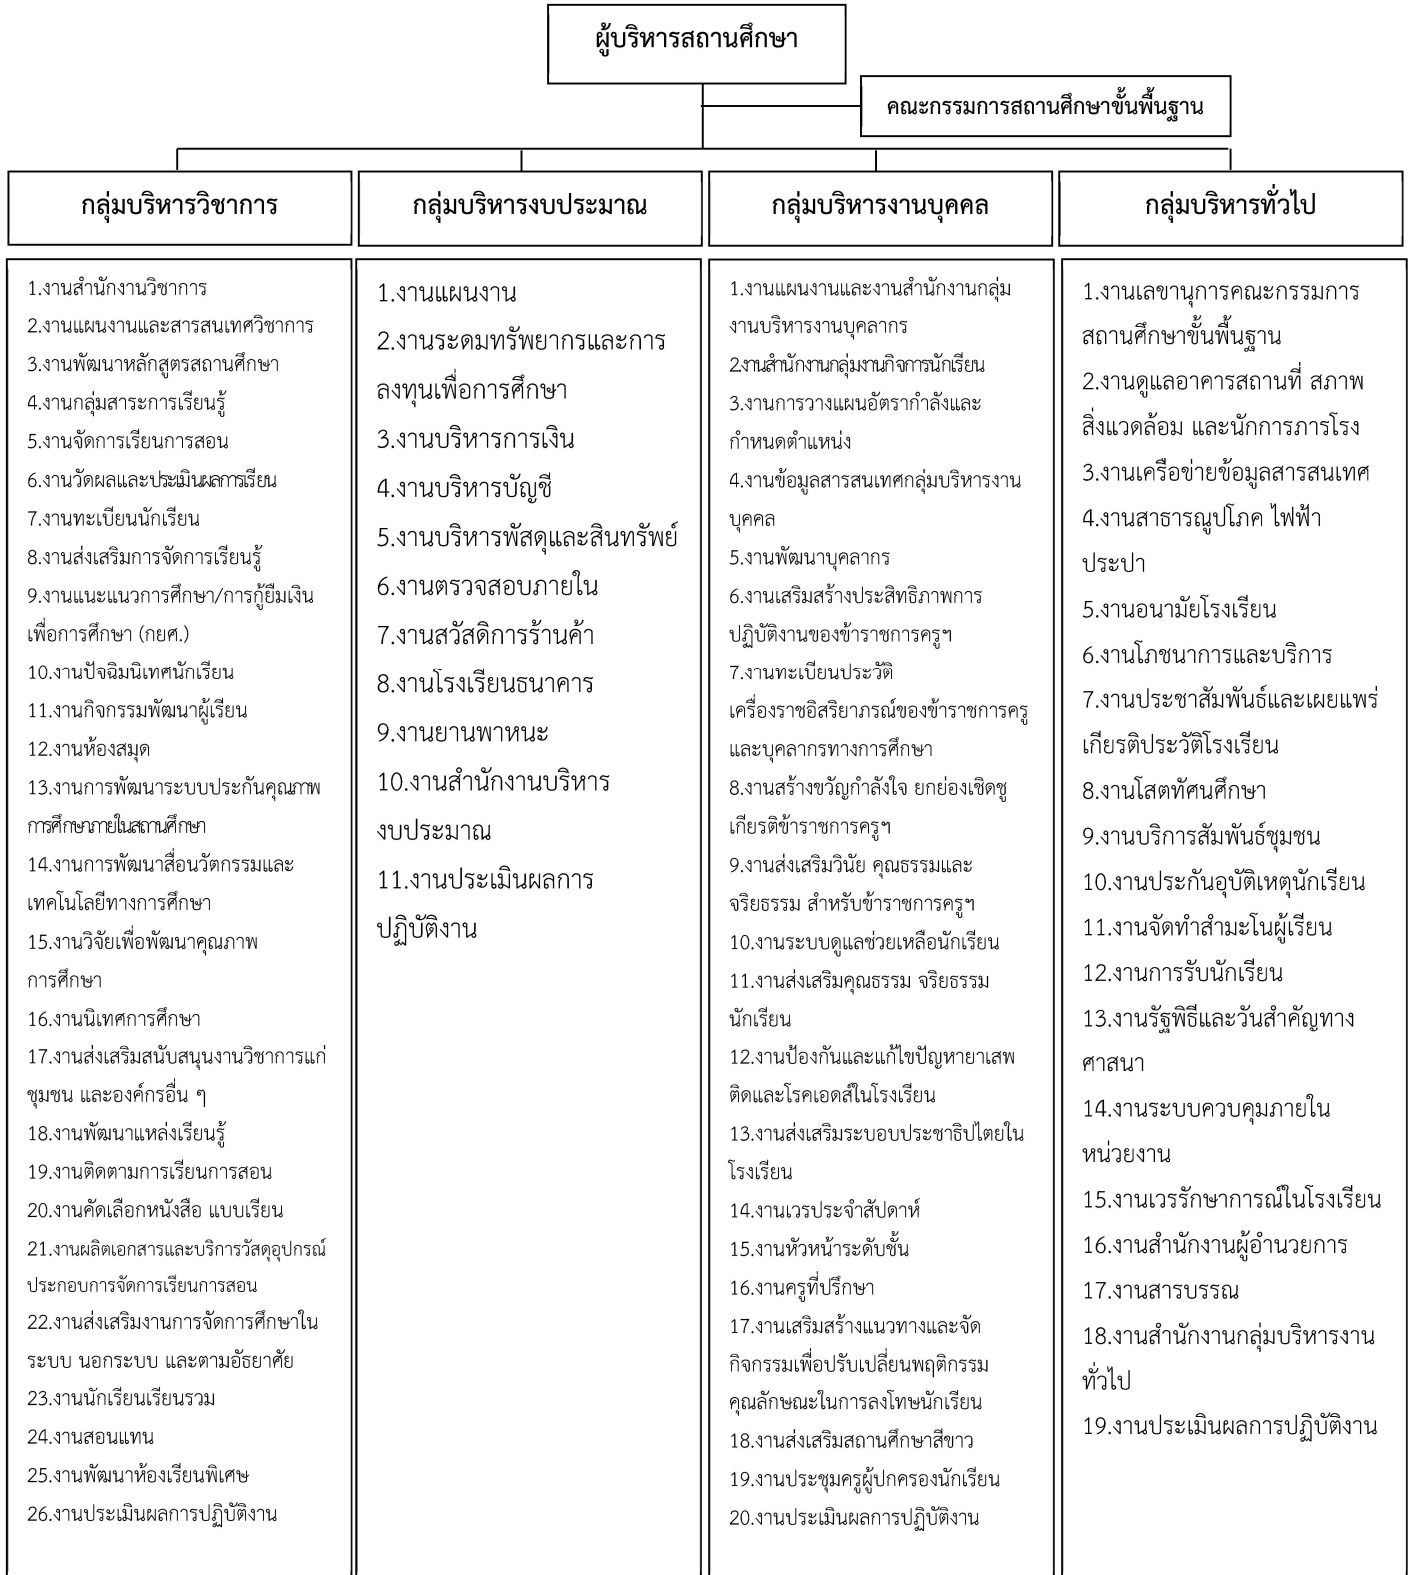 ผู้บริหารสถานศึกษา
คณะกรรมการสถานศึกษาขั้นพื้นฐาน
กลุ่มบริหารวิชาการ
1.งานสำนักงานวิชาการ
2.งานแผนงานและสารสนเทศวิชาการ
3.งานพัฒนาหลักสูตรสถานศึกษา
4.งานกลุ่มสาระการเรียนรู้
5.งานจัดการเรียนการสอน
6.งานวัดผลและประเมินผลการเรียน
7.งานทะเบียนนักเรียน
8.งานส่งเสริมการจัดการเรียนรู้
9.งานแนะแนวการศึกษา/การกู้ยืมเงิน
เพื่อการศึกษา (กยศ.)
10.งานปัจฉิมนิเทศนักเรียน
11.งานกิจกรรมพัฒนาผู้เรียน
12.งานห้องสมุด
13.งานการพัฒนาระบบประกันคุณภาพ
การศึกษาภายในสถานศึกษา
14.งานการพัฒนาสื่อนวัตกรรมและ
เทคโนโลยีทางการศึกษา
15.งานวิจัยเพื่อพัฒนาคุณภาพ
การศึกษา
16.งานนิเทศการศึกษา
17.งานส่งเสริมสนับสนุนงานวิชาการแก่
ชุมชน และองค์กรอื่น ๆ
18.งานพัฒนาแหล่งเรียนรู้
19.งานติดตามการเรียนการสอน
20.งานคัดเลือกหนังสือ แบบเรียน
21.งานผลิตเอกสารและบริการวัสดุอุปกรณ์
ประกอบการจัดการเรียนการสอน
22.งานส่งเสริมงานการจัดการศึกษาใน
ระบบ นอกระบบ และตามอัธยาศัย
23.งานนักเรียนเรียนรวม
24.งานสอนแทน
25.งานพัฒนาห้องเรียนพิเศษ
26.งานประเมินผลการปฏิบัติงาน
กลุ่มบริหารงบประมาณ
1.งานแผนงาน
2.งานระดมทรัพยากรและการ
ลงทุนเพื่อการศึกษา
3.งานบริหารการเงิน
4.งานบริหารบัญชี
5.งานบริหารพัสดุและสินทรัพย์
6.งานตรวจสอบภายใน
7.งานสวัสดิการร้านค้า
8.งานโรงเรียนธนาคาร
9.งานยานพาหนะ
10.งานสำนักงานบริหาร
งบประมาณ
11.งานประเมินผลการ
ปฏิบัติงาน
กลุ่มบริหารงานบุคคล
1.งานแผนงานและงานสำนักงานกลุ่ม
งานบริหารงานบุคลากร
2.งานสำนักงานกลุ่มงานกิจการนักเรียน
3.งานการวางแผนอัตรากำลังและ
กำหนดตำแหน่ง
4.งานข้อมูลสารสนเทศกลุ่มบริหารงาน
บุคคล
5.งานพัฒนาบุคลากร
6.งานเสริมสร้างประสิทธิภาพการ
ปฏิบัติงานของข้าราชการครูฯ
7.งานทะเบียนประวัติ
เครื่องราชอิสริยาภรณ์ของข้าราชการครู
และบุคลากรทางการศึกษา
8.งานสร้างขวัญกำลังใจ ยกย่องเชิดชู
เกียรติข้าราชการครูฯ
9.งานส่งเสริมวินัย คุณธรรมและ
จริยธรรม สำหรับข้าราชการครูฯ
10.งานระบบดูแลช่วยเหลือนักเรียน
11.งานส่งเสริมคุณธรรม จริยธรรม
นักเรียน
12.งานป้องกันและแก้ไขปัญหายาเสพ
ติดและโรคเอดส์ในโรงเรียน
13.งานส่งเสริมระบอบประชาธิปไตยใน
โรงเรียน
14.งานเวรประจำสัปดาห์
15.งานหัวหน้าระดับชั้น
16.งานครูที่ปรึกษา
17.งานเสริมสร้างแนวทางและจัด
กิจกรรมเพื่อปรับเปลี่ยนพฤติกรรม
คุณลักษณะในการลงโทษนักเรียน
18.งานส่งเสริมสถานศึกษาสีขาว
19.งานประชุมครูผู้ปกครองนักเรียน
20.งานประเมินผลการปฏิบัติงาน
กลุ่มบริหารทั่วไป
1.งานเลขานุการคณะกรรมการ
สถานศึกษาขั้นพื้นฐาน
2.งานดูแลอาคารสถานที่ สภาพ
สิ่งแวดล้อม และนักการภารโรง
3.งานเครือข่ายข้อมูลสารสนเทศ
4.งานสาธารณูปโภค ไฟฟ้า
ประปา
5.งานอนามัยโรงเรียน
6.งานโภชนาการและบริการ
7.งานประชาสัมพันธ์และเผยแพร่
เกียรติประวัติโรงเรียน
8.งานโสตทัศนศึกษา
9.งานบริการสัมพันธ์ชุมชน
10.งานประกันอุบัติเหตุนักเรียน
11.งานจัดทำสำมะโนผู้เรียน
12.งานการรับนักเรียน
13.งานรัฐพิธีและวันสำคัญทาง
ศาสนา
14.งานระบบควบคุมภายใน
หน่วยงาน
15.งานเวรรักษาการณ์ในโรงเรียน
16.งานสำนักงานผู้อำนวยการ
17.งานสารบรรณ
18.งานสำนักงานกลุ่มบริหารงาน
ทั่วไป
19.งานประเมินผลการปฏิบัติงาน